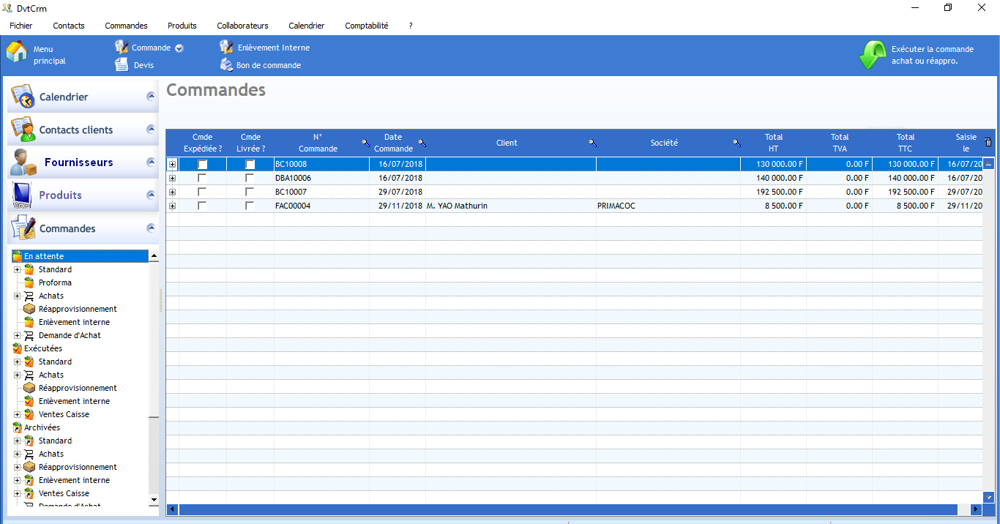 DvtCrm
Fichier Contacts Commandes Produits Collaborateurs Calendrier Comptabilité ?
Menu principal
Commande
Devis
Enlèvement Interne
Bon de commande
Exécuter la commande
achat ou réappro.
Calendrier
Contacts clients
Fournisseurs
Produits
Commandes
En attente
Standard
Proforma
Achats
Réapprovisionnement
Enlèvement interne
Demande d'Achat
Exécutées
Standard
Achats
Réapprovisionnement
Enlèvement interne
Ventes Caisse
Archivées
Standard
Achats
Réapprovisionnement
Enlèvement interne
Ventes Caisse
Demande d'Achat
Commandes
Cmde Expédiée ? Cmde Livrée ? N° Commande Date Commande Client Société Total HT Total TVA Total TTC Saisie le
BC10008 16/07/2018 130 000.00 F 0.00 F 130 000.00 F 16/07/20
DBA10006 16/07/2018 140 000.00 F 0.00 F 140 000.00 F 16/07/20
BC10007 29/07/2018 192 500.00 F 0.00 F 192 500.00 F 29/07/20
FAC00004 29/11/2018 M. YAO Mathurin PRIMACOC 8 500.00 F 0.00 F 8 500.00 F 29/11/20